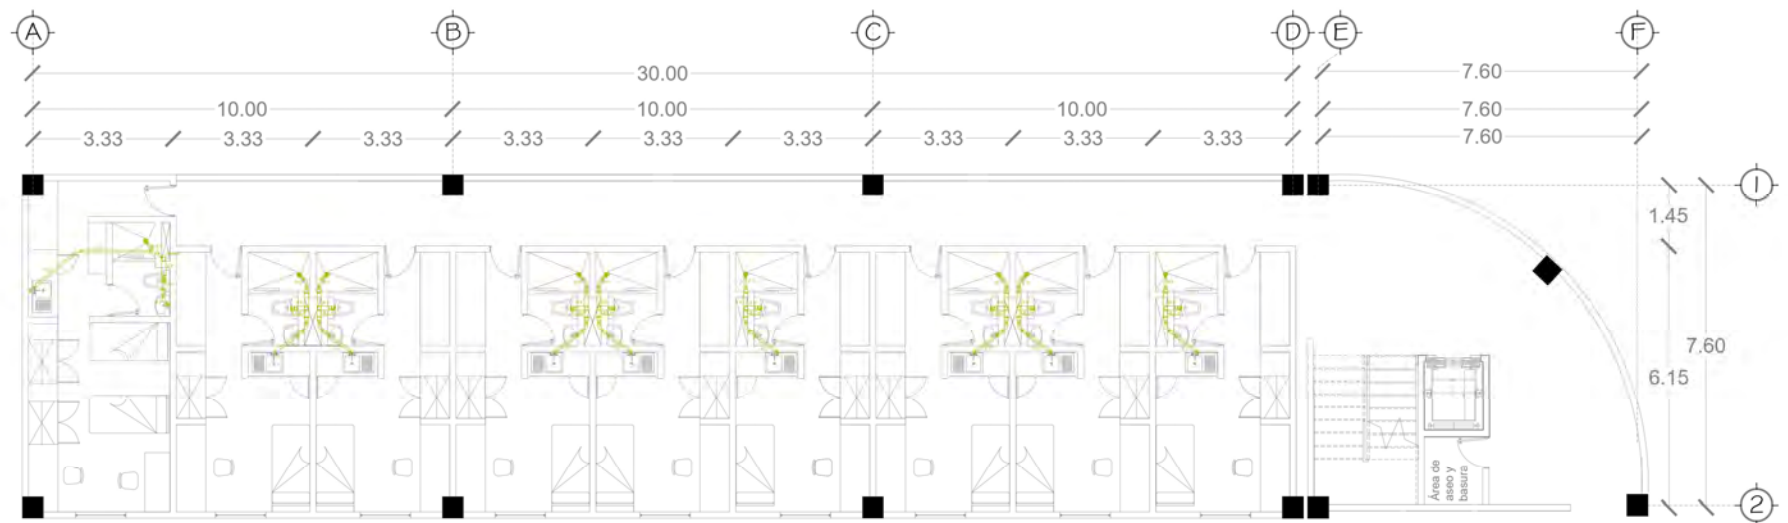 A B C D E F
30.00 7.60
10.00 10.00 10.00 7.60
3.33 3.33 3.33 3.33 3.33 3.33 3.33 3.33 3.33 7.60
1
1.45
7.60
6.15
Área de
aseo y
basura
2